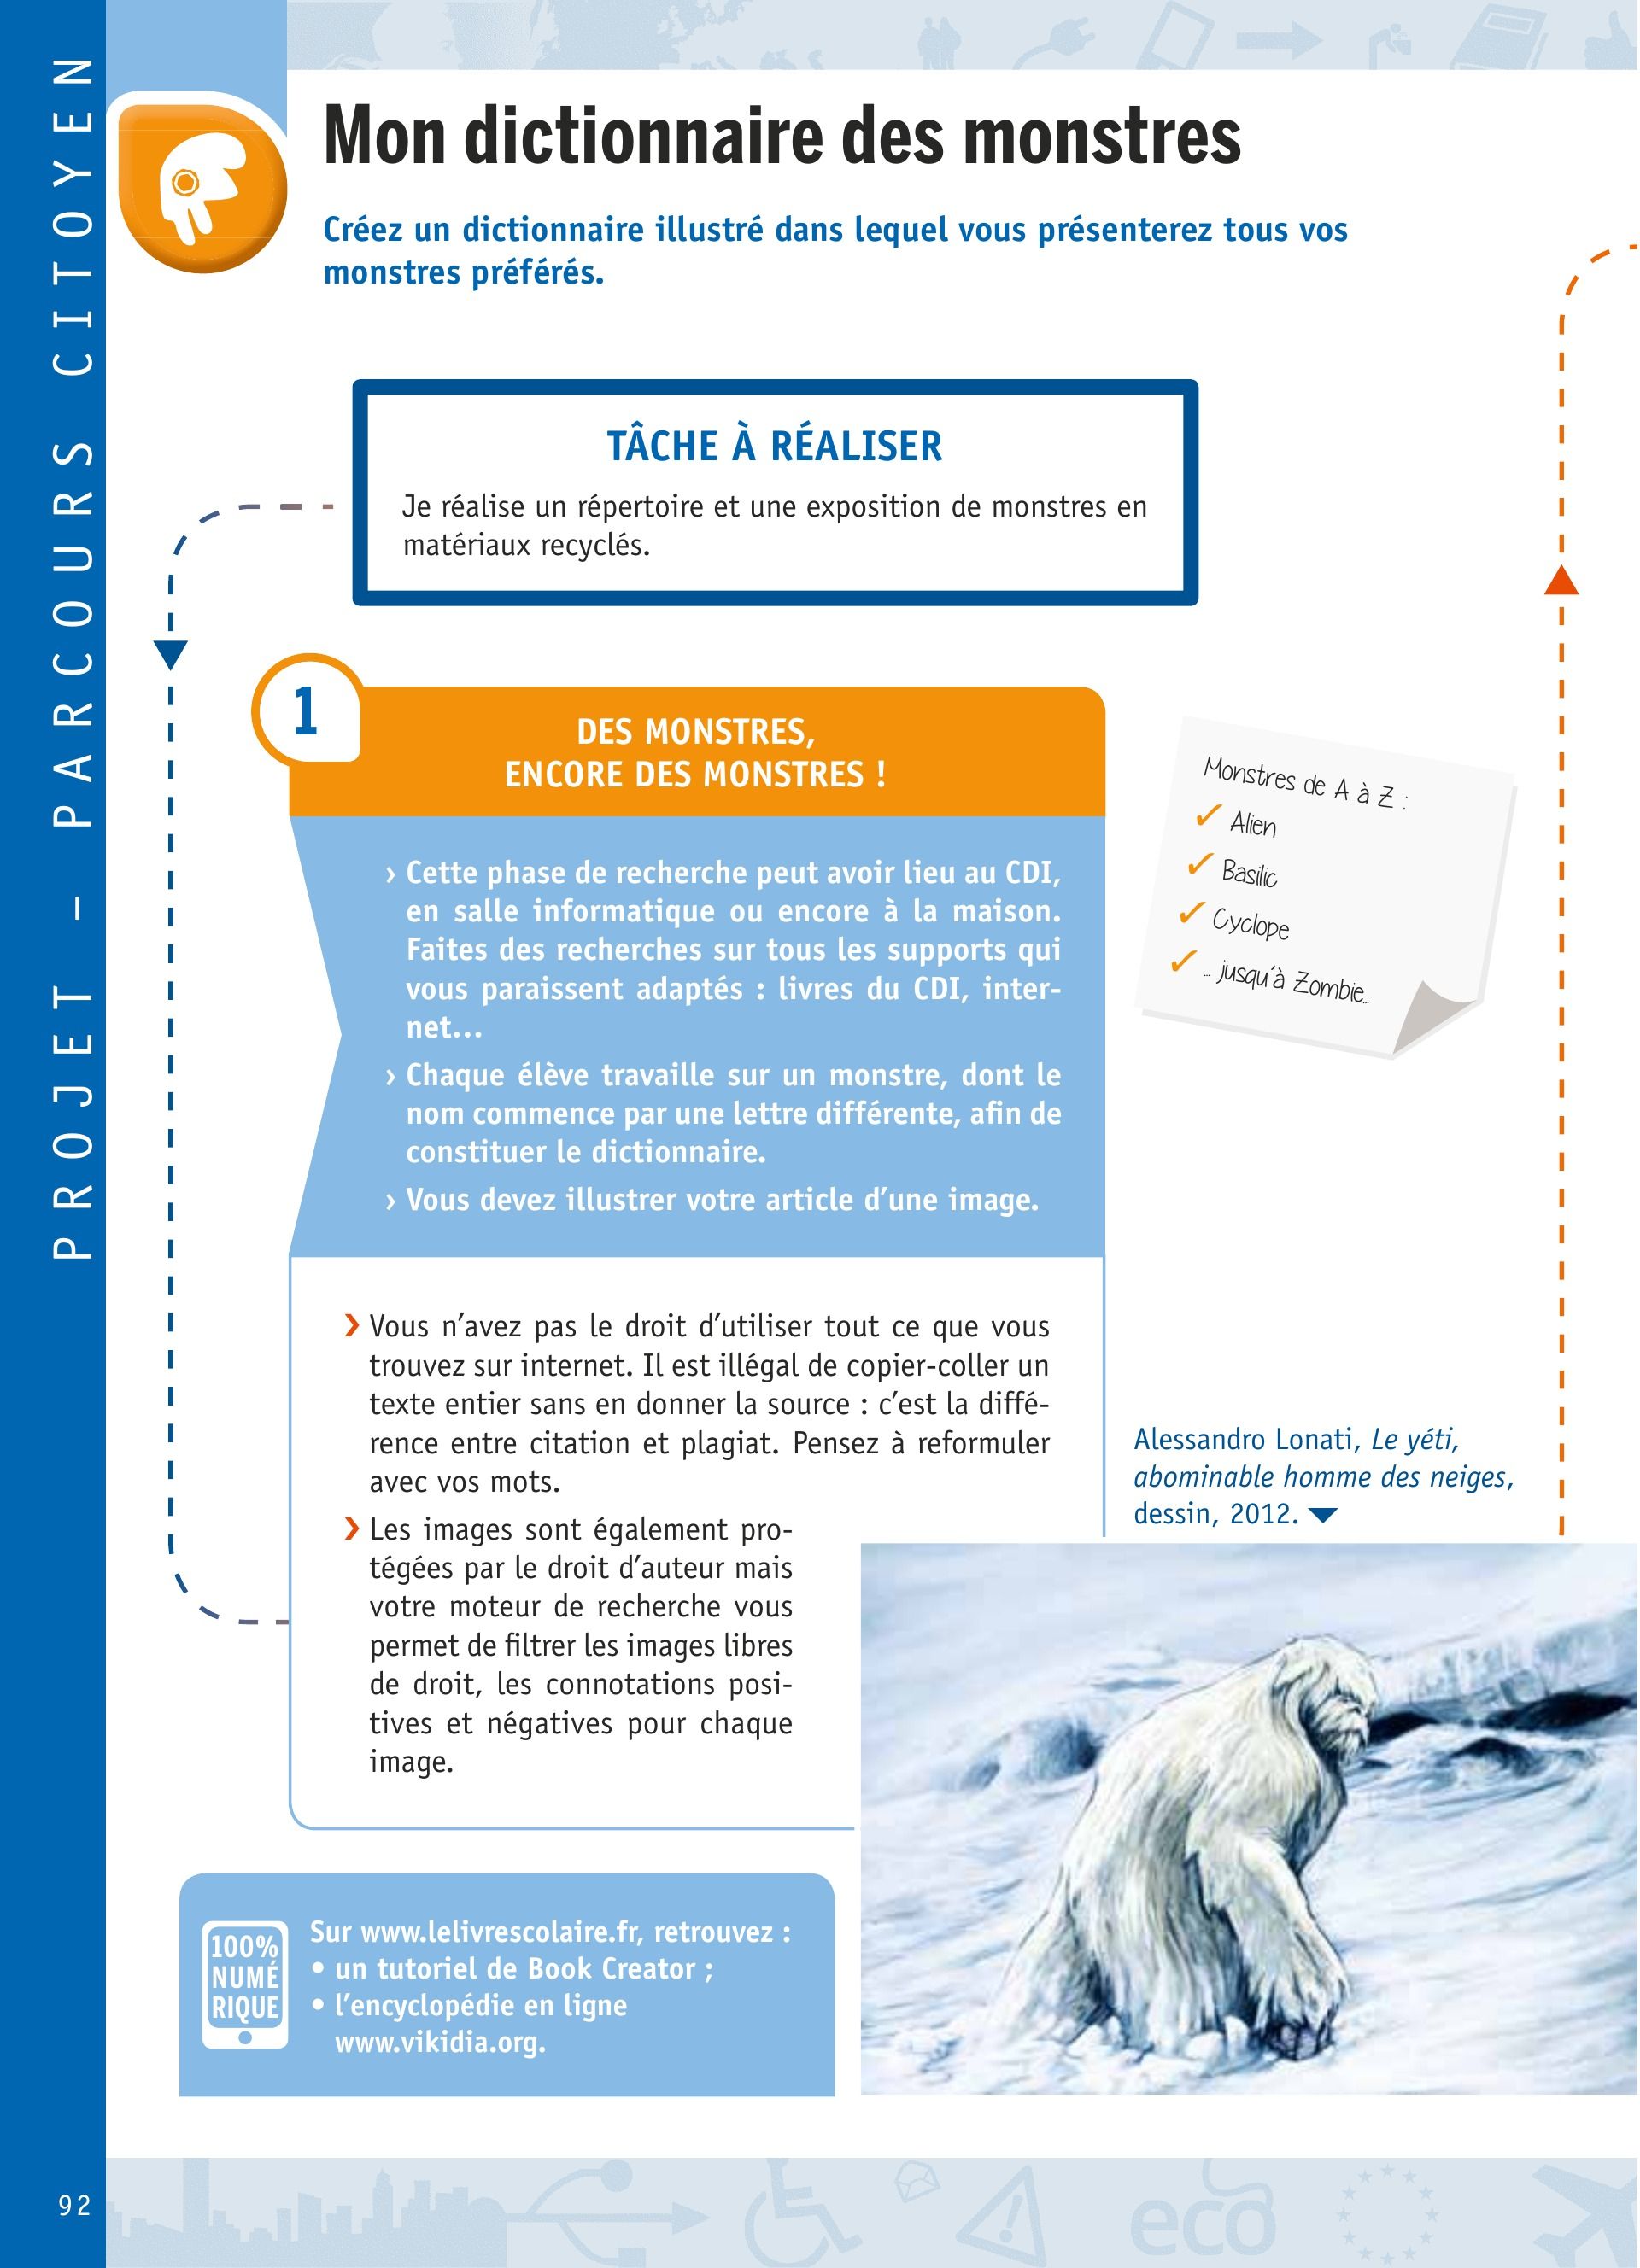 PROJET – PARCOURS CITOYEN
Mon dictionnaire des monstres
Créez un dictionnaire illustré dans lequel vous présenterez tous vos
monstres préférés.
TÂCHE À RÉALISER
Je réalise un répertoire et une exposition de monstres en
matériaux recyclés.
1
DES MONSTRES,
ENCORE DES MONSTRES !
› Cette phase de recherche peut avoir lieu au CDI,
en salle informatique ou encore à la maison.
Faites des recherches sur tous les supports qui
vous paraissent adaptés : livres du CDI, inter-
net...
› Chaque élève travaille sur un monstre, dont le
nom commence par une lettre différente, afin de
constituer le dictionnaire.
› Vous devez illustrer votre article d'une image.
Monstres de A à Z :
✓ Alien
✓ Basilic
✓ Cyclope
✓ ... jusqu'à Zombie...
› Vous n'avez pas le droit d'utiliser tout ce que vous
trouvez sur internet. Il est illégal de copier-coller un
texte entier sans en donner la source : c'est la diffé-
rence entre citation et plagiat. Pensez à reformuler
avec vos mots.
› Les images sont également pro-
tégées par le droit d'auteur mais
votre moteur de recherche vous
permet de filtrer les images libres
de droit, les connotations posi-
tives et négatives pour chaque
image.
Alessandro Lonati, Le yéti,
abominable homme des neiges,
dessin, 2012.
100%
NUMÉ
RIQUE
Sur www.lelivrescolaire.fr, retrouvez :
• un tutoriel de Book Creator ;
• l'encyclopédie en ligne
www.vikidia.org.
eco
92